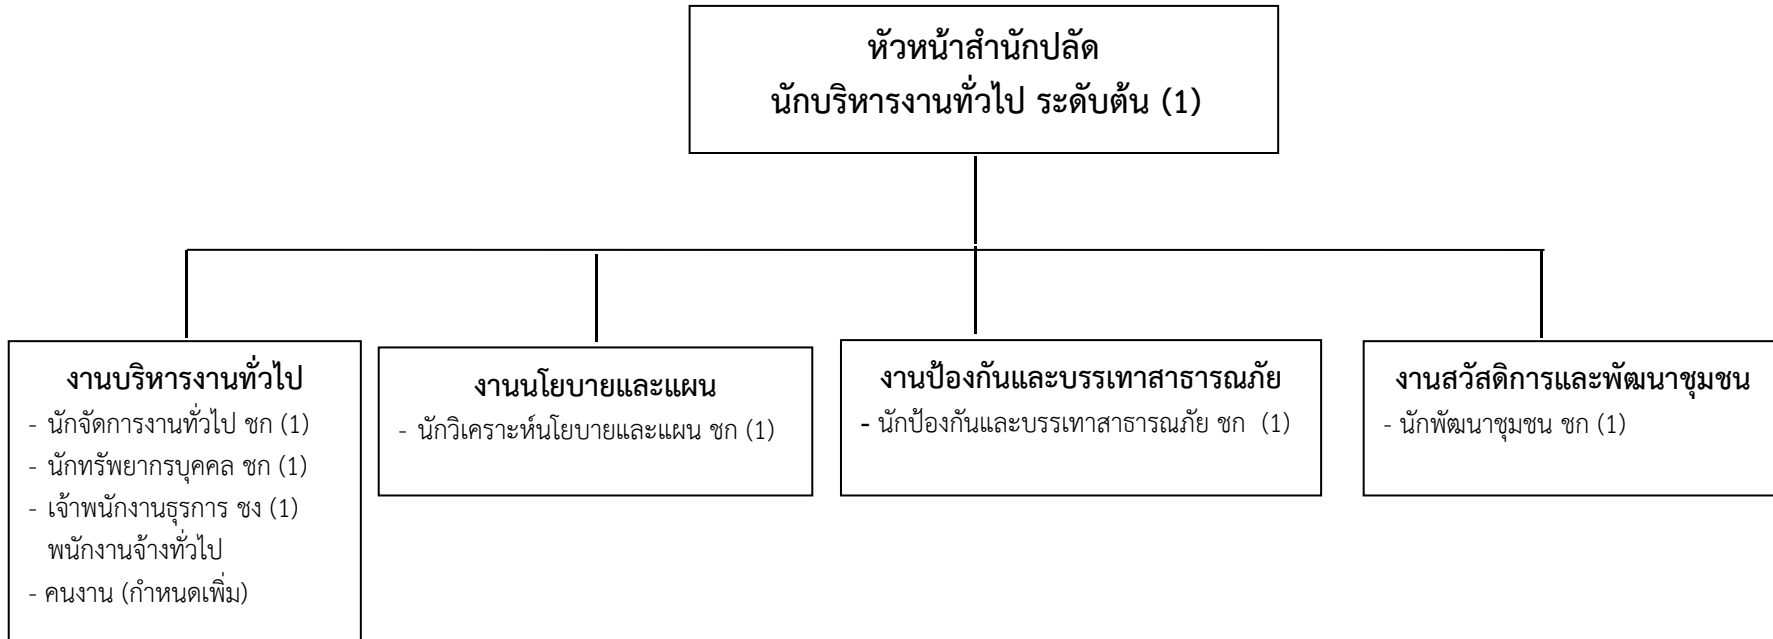 หัวหน้าสำนักปลัด
นักบริหารงานทั่วไป ระดับต้น (1)
งานบริหารงานทั่วไป
- นักจัดการงานทั่วไป ชก (1)
- นักทรัพยากรบุคคล ชก (1)
- เจ้าพนักงานธุรการ ชง (1)
พนักงานจ้างทั่วไป
- คนงาน (กำหนดเพิ่ม)
งานนโยบายและแผน
- นักวิเคราะห์นโยบายและแผน ชก (1)
งานป้องกันและบรรเทาสาธารณภัย
- นักป้องกันและบรรเทาสาธารณภัย ชก (1)
งานสวัสดิการและพัฒนาชุมชน
- นักพัฒนาชุมชน ชก (1)